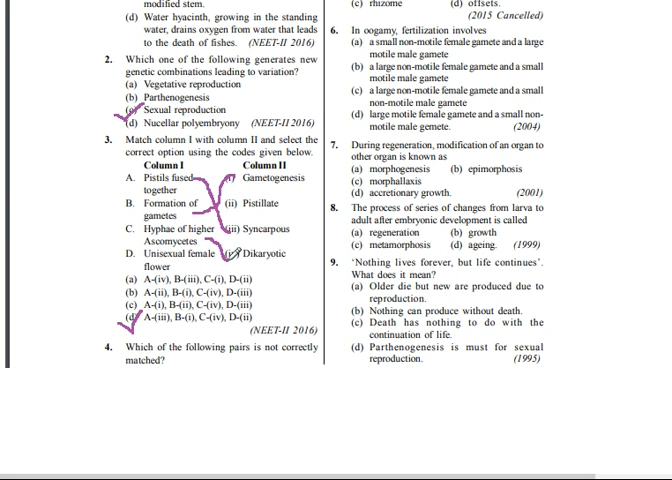 modified stem.
(d) Water hyacinth, growing in the standing
water, drains oxygen from water that leads
to the death of fishes. (NEET-II 2016)
2. Which one of the following generates new
genetic combinations leading to variation?
(a) Vegetative reproduction
(b) Parthenogenesis
(c) Sexual reproduction
(d) Nucellar polyembryony (NEET-II 2016)
3. Match column I with column II and select the
correct option using the codes given below.
Column I Column II
A. Pistils fused (i) Gametogenesis
together
B. Formation of (ii) Pistillate
gametes
C. Hyphae of higher (iii) Syncarpous
Ascomycetes
D. Unisexual female (iv) Dikaryotic
flower
(a) A-(iv), B-(iii), C-(i), D-(ii)
(b) A-(ii), B-(i), C-(iv), D-(iii)
(c) A-(i), B-(ii), C-(iv), D-(iii)
(d) A-(iii), B-(i), C-(iv), D-(ii)
(NEET-II 2016)
4. Which of the following pairs is not correctly
matched?
(c) rhizome (d) offsets.
(2015 Cancelled)
6. In oogamy, fertilization involves
(a) a small non-motile female gamete and a large
motile male gamete
(b) a large non-motile female gamete and a small
motile male gamete
(c) a large non-motile female gamete and a small
non-motile male gamete
(d) large motile female gamete and a small non-
motile male gemete. (2004)
7. During regeneration, modification of an organ to
other organ is known as
(a) morphogenesis (b) epimorphosis
(c) morphallaxis
(d) accretionary growth. (2001)
8. The process of series of changes from larva to
adult after embryonic development is called
(a) regeneration (b) growth
(c) metamorphosis (d) ageing. (1999)
9. ‘Nothing lives forever, but life continues’.
What does it mean?
(a) Older die but new are produced due to
reproduction.
(b) Nothing can produce without death.
(c) Death has nothing to do with the
continuation of life.
(d) Parthenogenesis is must for sexual
reproduction. (1995)